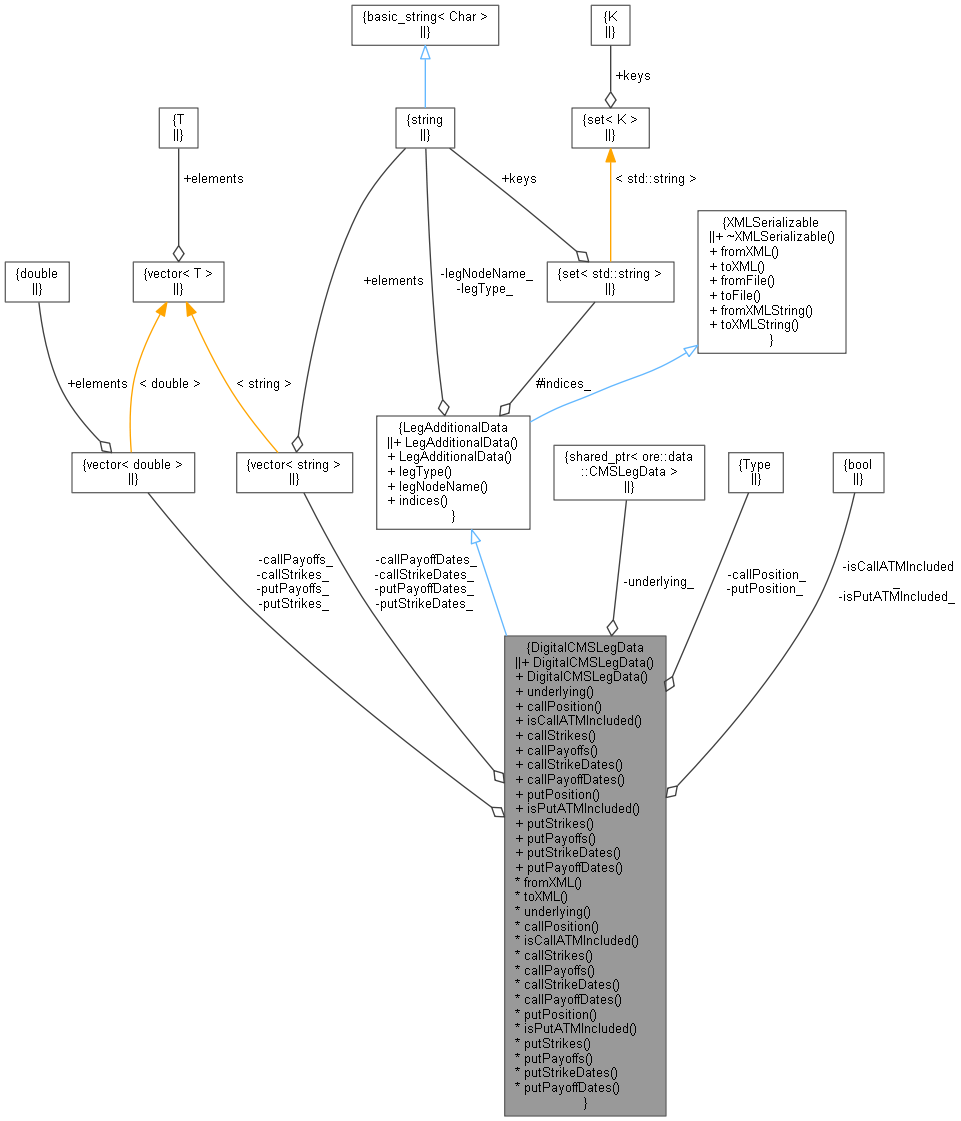 {basic_string< Char >
||}
{K
||}
+keys
{T
||}
{string
||}
{set< K >
||}
+elements
+keys
< std::string >
{XMLSerializable
||+ ~XMLSerializable()
+ fromXML()
+ toXML()
+ fromFile()
+ toFile()
+ fromXMLString()
+ toXMLString()
}
{double
||}
{vector< T >
||}
+elements
-legNodeName_
-legType_
{set< std::string >
||}
+elements
< double >
< string >
#indices_
{vector< double >
||}
{vector< string >
||}
{LegAdditionalData
||+ LegAdditionalData()
+ LegAdditionalData()
+ legType()
+ legNodeName()
+ indices()
}
{shared_ptr< ore::data
::CMSLegData >
||}
{Type
||}
{bool
||}
-callPayoffs_
-callStrikes_
-putPayoffs_
-putStrikes_
-callPayoffDates_
-callStrikeDates_
-putPayoffDates_
-putStrikeDates_
-underlying_
-callPosition_
-putPosition_
-isCallATMIncluded
_
-isPutATMIncluded_
{DigitalCMSLegData
||+ DigitalCMSLegData()
+ DigitalCMSLegData()
+ underlying()
+ callPosition()
+ isCallATMIncluded()
+ callStrikes()
+ callPayoffs()
+ callStrikeDates()
+ callPayoffDates()
+ putPosition()
+ isPutATMIncluded()
+ putStrikes()
+ putPayoffs()
+ putStrikeDates()
+ putPayoffDates()
* fromXML()
* toXML()
* underlying()
* callPosition()
* isCallATMIncluded()
* callStrikes()
* callPayoffs()
* callStrikeDates()
* callPayoffDates()
* putPosition()
* isPutATMIncluded()
* putStrikes()
* putPayoffs()
* putStrikeDates()
* putPayoffDates()
}